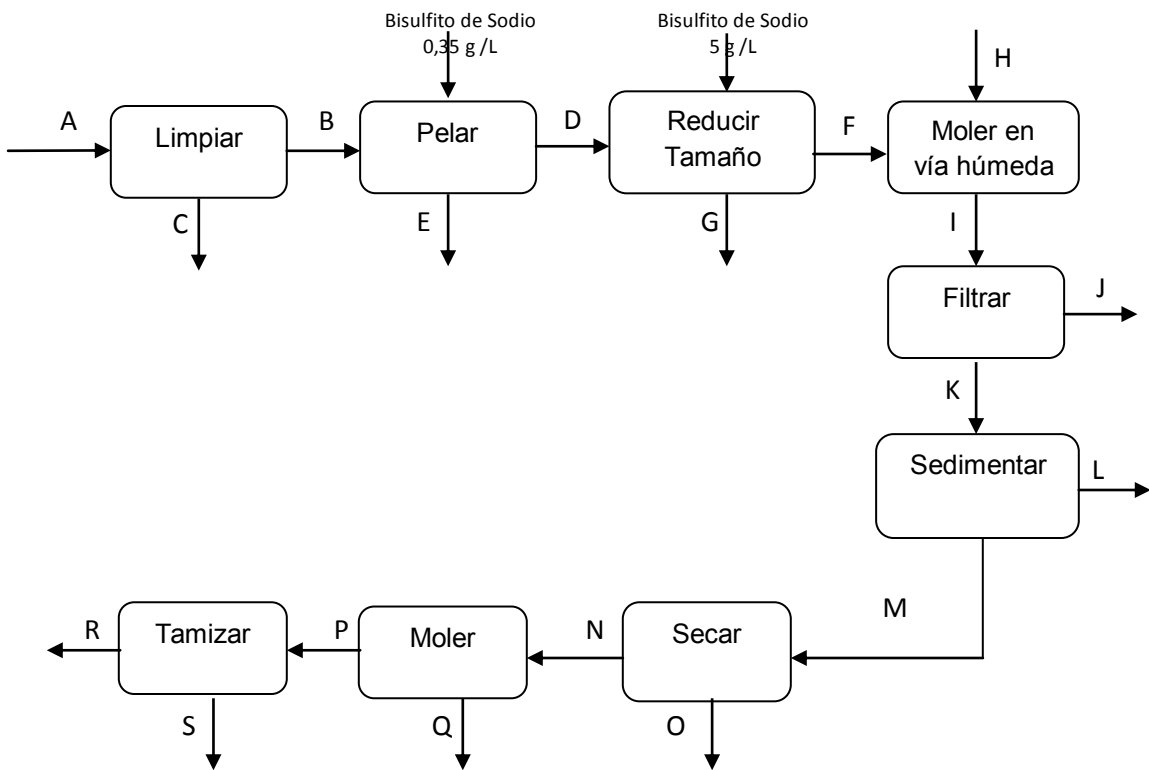 Bisulfito de Sodio
0,35 g /L
Bisulfito de Sodio
5 g /L
H
A
Limpiar
B
Pelar
D
Reducir
Tamaño
F
Moler en
vía húmeda
C
E
G
I
Filtrar
J
K
Sedimentar
L
M
R
Tamizar
P
Moler
N
Secar
S
Q
O